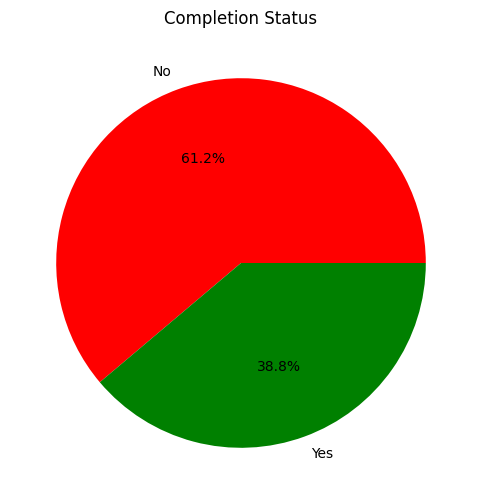 Completion Status
No
61.2%
38.8%
Yes